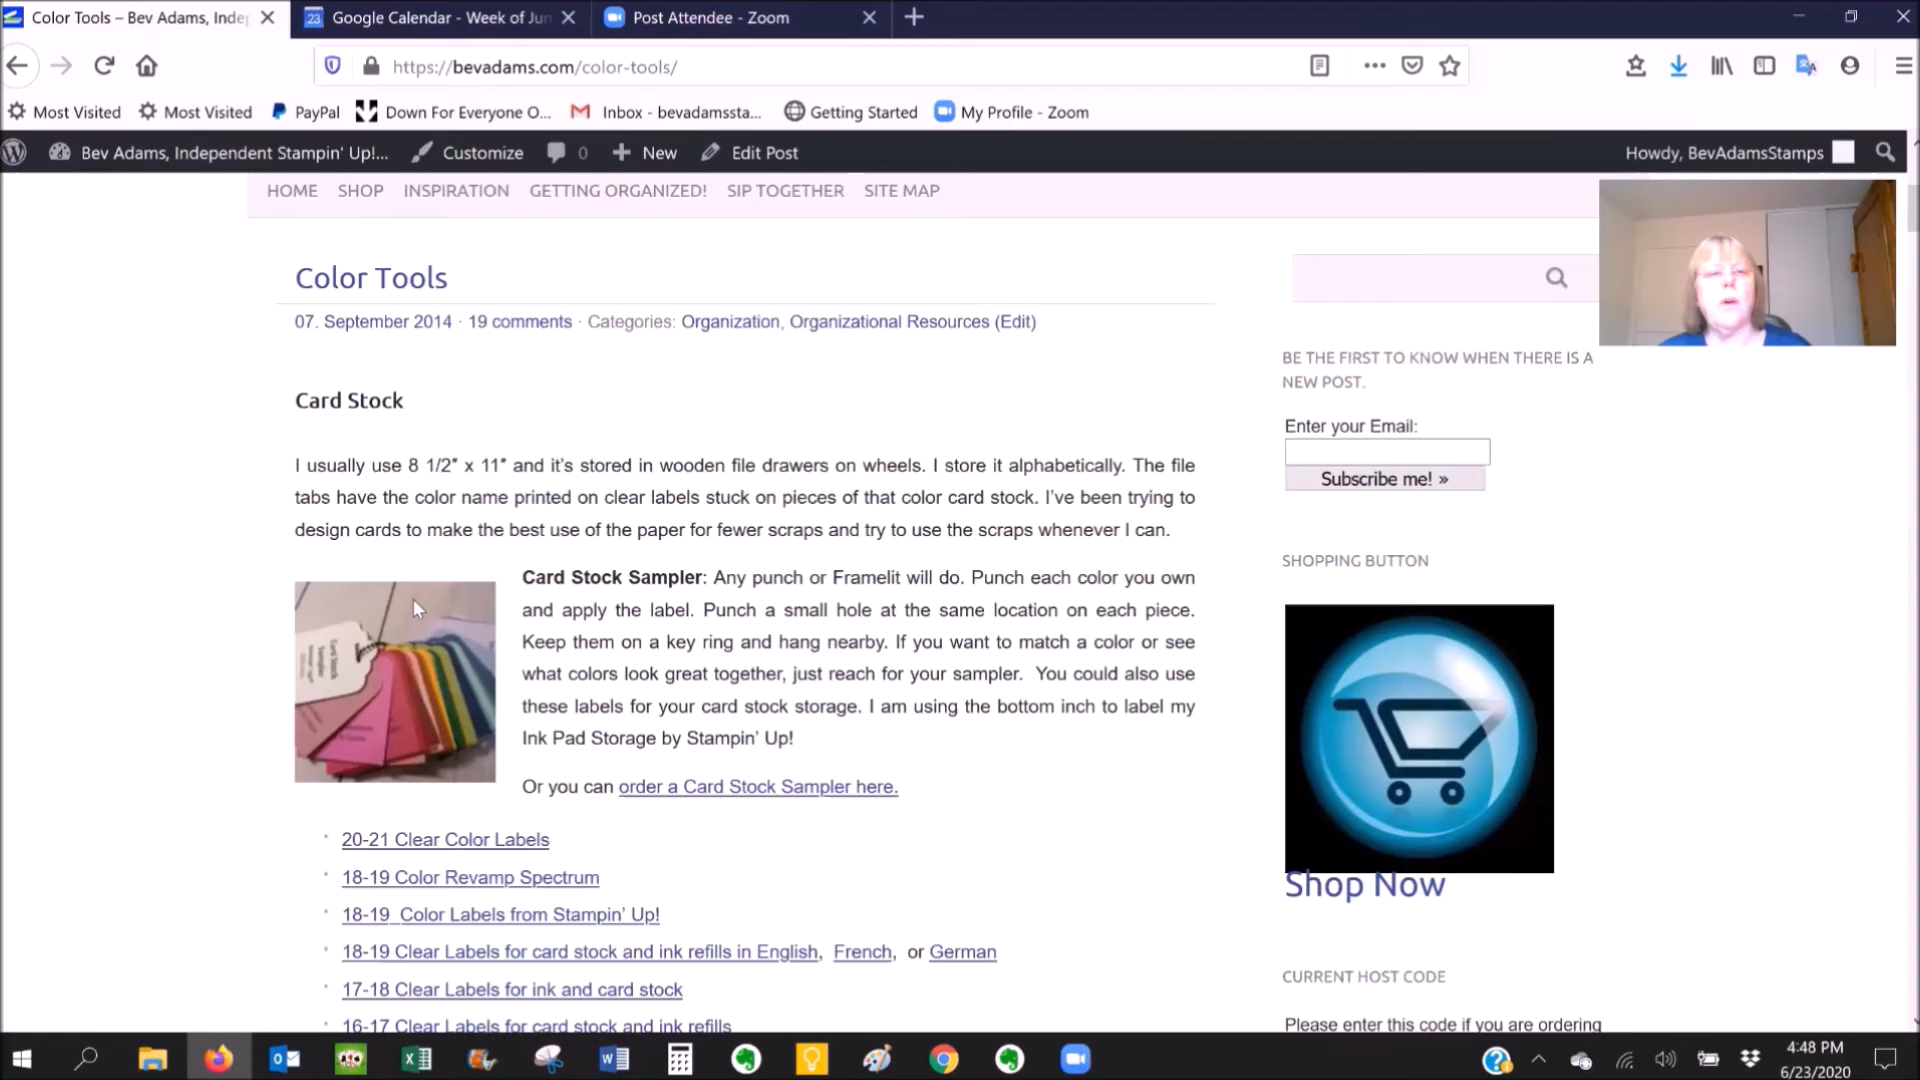 Color Tools – Bev Adams, Inde
Google Calendar - Week of Jun
Post Attendee - Zoom
https://bevadams.com/color-tools/
Most Visited
Most Visited
PayPal
Down For Everyone O...
Inbox - bevadamssta...
Getting Started
My Profile - Zoom
Bev Adams, Independent Stampin' Up!...
Customize
0
New
Edit Post
Howdy, BevAdamsStamps
HOME SHOP INSPIRATION GETTING ORGANIZED! SIP TOGETHER SITE MAP
Color Tools
07. September 2014 · 19 comments · Categories: Organization, Organizational Resources (Edit)
Card Stock
I usually use 8 1/2″ x 11″ and it's stored in wooden file drawers on wheels. I store it alphabetically. The file
tabs have the color name printed on clear labels stuck on pieces of that color card stock. I've been trying to
design cards to make the best use of the paper for fewer scraps and try to use the scraps whenever I can.
Card Stock Sampler
Card Stock Sampler: Any punch or Framelit will do. Punch each color you own
and apply the label. Punch a small hole at the same location on each piece.
Keep them on a key ring and hang nearby. If you want to match a color or see
what colors look great together, just reach for your sampler. You could also use
these labels for your card stock storage. I am using the bottom inch to label my
Ink Pad Storage by Stampin' Up!
Or you can order a Card Stock Sampler here.
20-21 Clear Color Labels
18-19 Color Revamp Spectrum
18-19 Color Labels from Stampin' Up!
18-19 Clear Labels for card stock and ink refills in English, French, or German
17-18 Clear Labels for ink and card stock
16-17 Clear Labels for card stock and ink refills
BE THE FIRST TO KNOW WHEN THERE IS A
NEW POST.
Enter your Email:
Subscribe me! »
SHOPPING BUTTON
Shop Now
CURRENT HOST CODE
Please enter this code if you are ordering
4:48 PM
6/23/2020